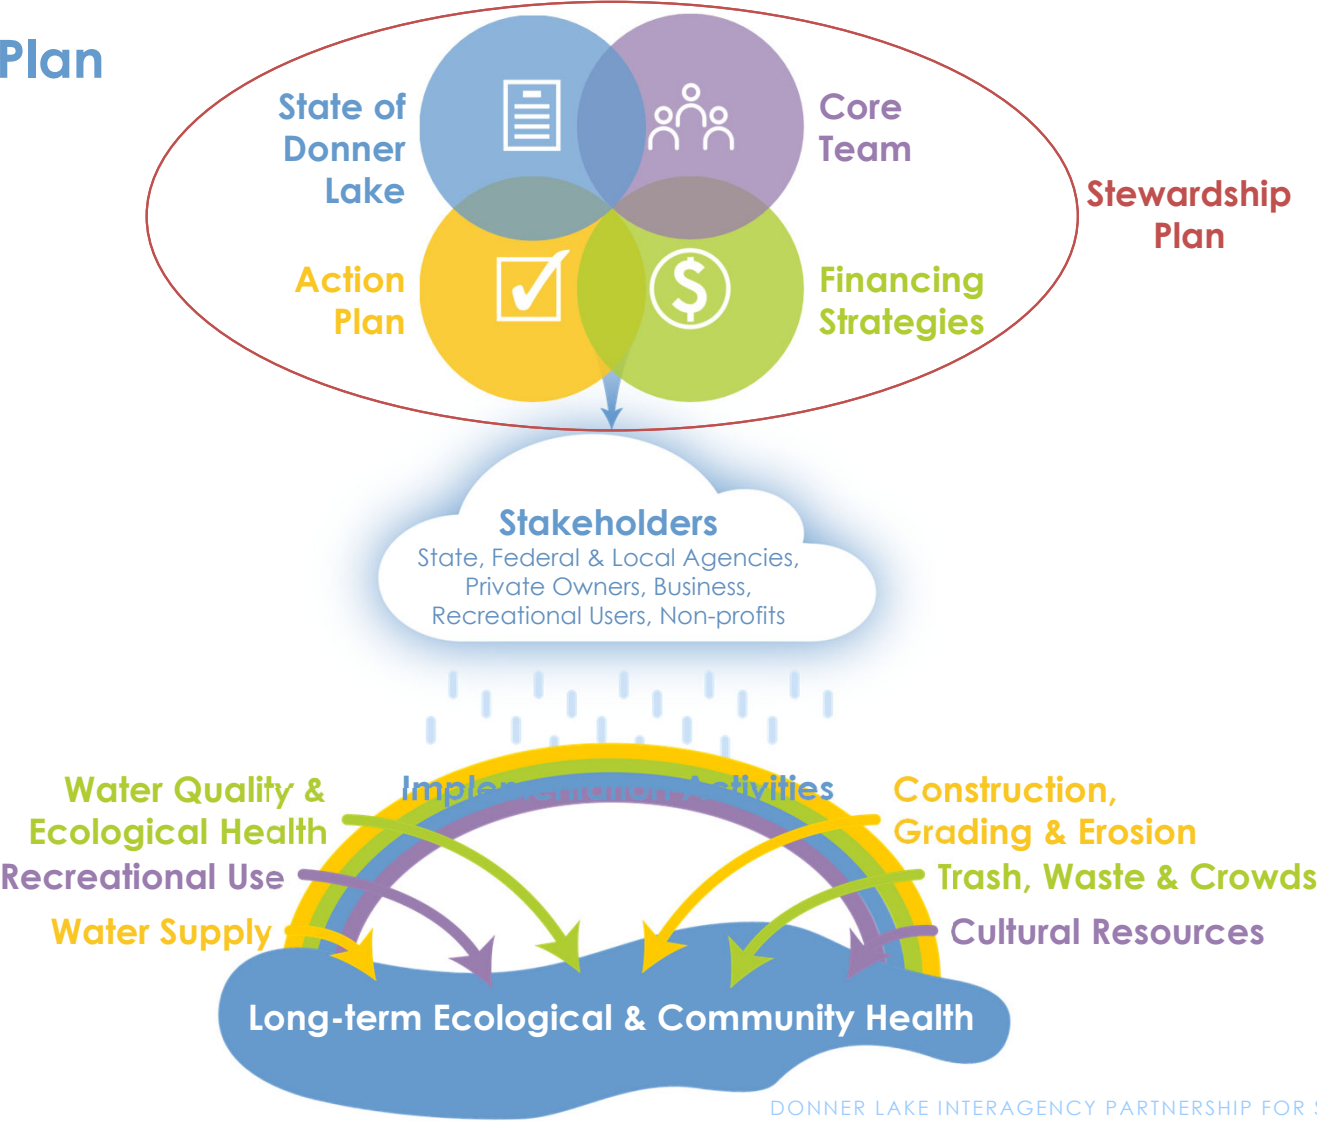 Plan
State of
Donner
Lake
Core
Team
Stewardship
Plan
Action
Plan
Financing
Strategies
Stakeholders
State, Federal & Local Agencies,
Private Owners, Business,
Recreational Users, Non-profits
Implementation Activities
Water Quality &
Ecological Health
Recreational Use
Water Supply
Construction,
Grading & Erosion
Trash, Waste & Crowds
Cultural Resources
Long-term Ecological & Community Health
DONNER LAKE INTERAGENCY PARTNERSHIP FOR